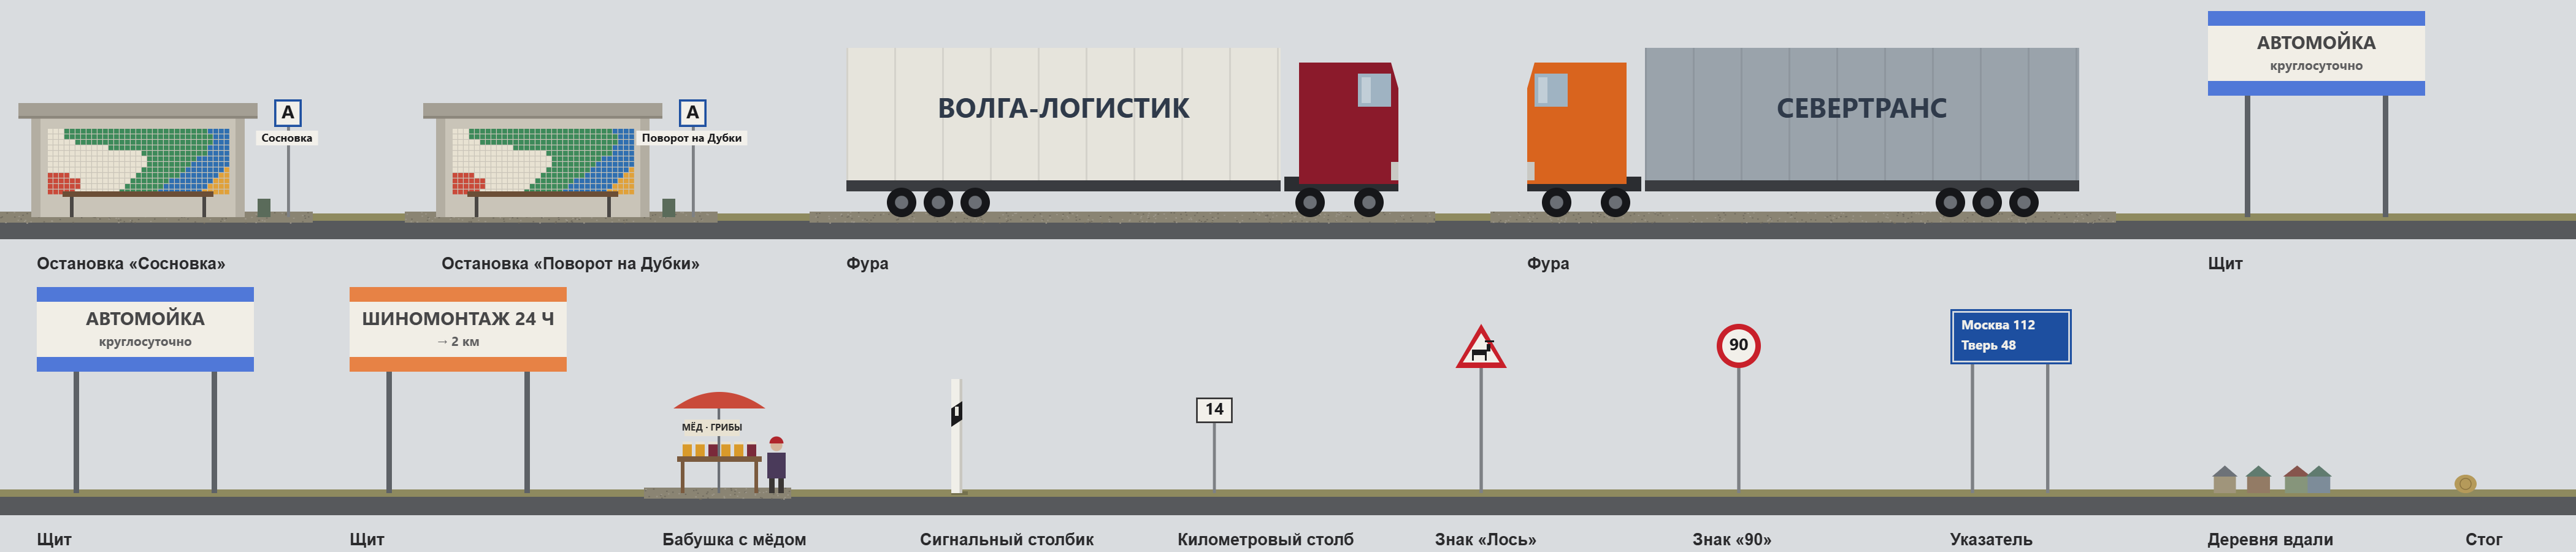 А
Сосновка
А
Поворот на Дубки
ВОЛГА-ЛОГИСТИК
СЕВЕРТРАНС
АВТОМОЙКА
круглосуточно
Остановка «Сосновка»
Остановка «Поворот на Дубки»
Фура
Фура
Щит
АВТОМОЙКА
круглосуточно
ШИНОМОНТАЖ 24 Ч
→ 2 км
МЁД · ГРИБЫ
14
90
Москва 112
Тверь 48
Щит
Щит
Бабушка с мёдом
Сигнальный столбик
Километровый столб
Знак «Лось»
Знак «90»
Указатель
Деревня вдали
Стог